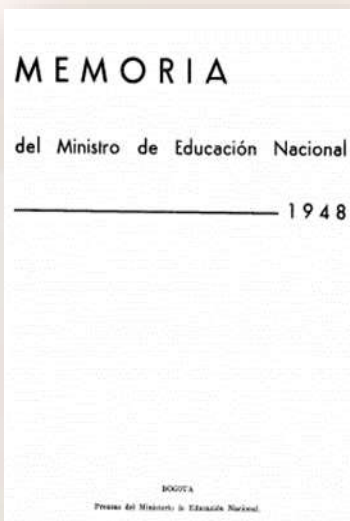 MEMORIA
del Ministro de Educación Nacional
1948
BOGOTA
Prensas del Ministerio de Educación Nacional.